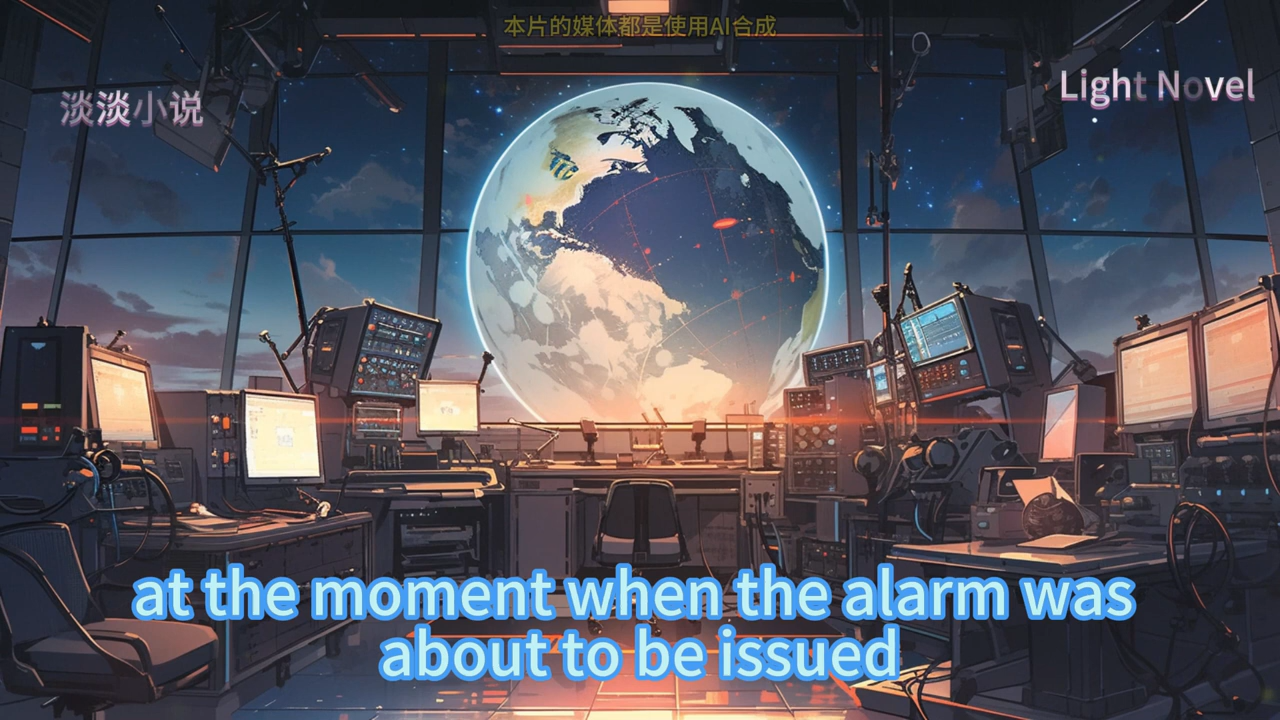 本片的媒体都是使用AI合成
淡淡小说
Light Novel
at the moment when the alarm was
about to be issued